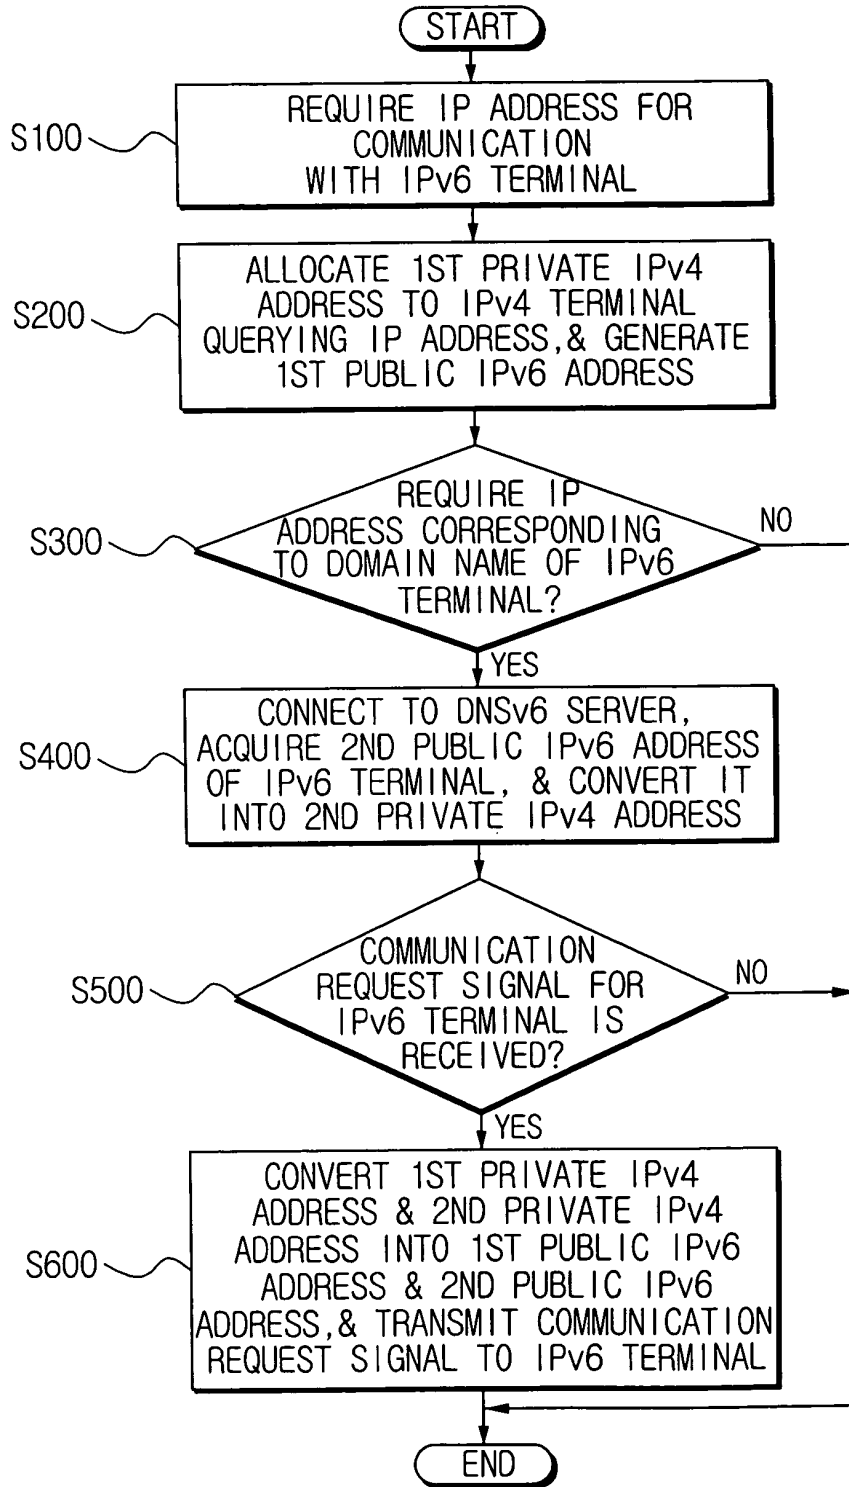 START
S100
REQUIRE IP ADDRESS FOR
COMMUNICATION
WITH IPv6 TERMINAL
S200
ALLOCATE 1ST PRIVATE IPv4
ADDRESS TO IPv4 TERMINAL
QUERYING IP ADDRESS,& GENERATE
1ST PUBLIC IPv6 ADDRESS
S300
REQUIRE IP
ADDRESS CORRESPONDING
TO DOMAIN NAME OF IPv6
TERMINAL?
NO
YES
S400
CONNECT TO DNSv6 SERVER,
ACQUIRE 2ND PUBLIC IPv6 ADDRESS
OF IPv6 TERMINAL, & CONVERT IT
INTO 2ND PRIVATE IPv4 ADDRESS
S500
COMMUNICATION
REQUEST SIGNAL FOR
IPv6 TERMINAL IS
RECEIVED?
NO
YES
S600
CONVERT 1ST PRIVATE IPv4
ADDRESS & 2ND PRIVATE IPv4
ADDRESS INTO 1ST PUBLIC IPv6
ADDRESS & 2ND PUBLIC IPv6
ADDRESS,& TRANSMIT COMMUNICATION
REQUEST SIGNAL TO IPv6 TERMINAL
END